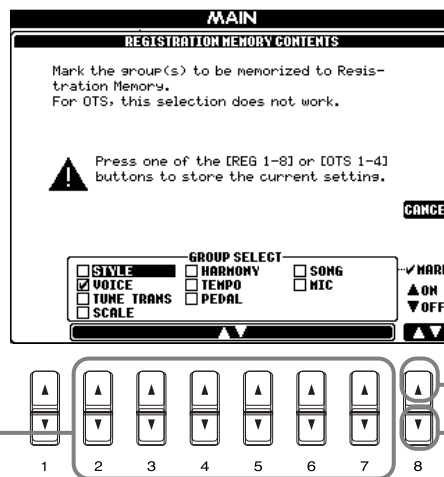 MAIN
REGISTRATION MEMORY CONTENTS
Mark the group(s) to be memorized to Regis-
tration Memory.
For OTS, this selection does not work.
Press one of the [REG 1-8] or [OTS 1-4]
buttons to store the current setting.
CANCE
GROUP SELECT
STYLE HARMONY SONG
VOICE TEMPO MIC
TUNE TRANS PEDAL
SCALE
MARK
▲ON
▼OFF
▲▼ ▲▼
1 2 3 4 5 6 7 8